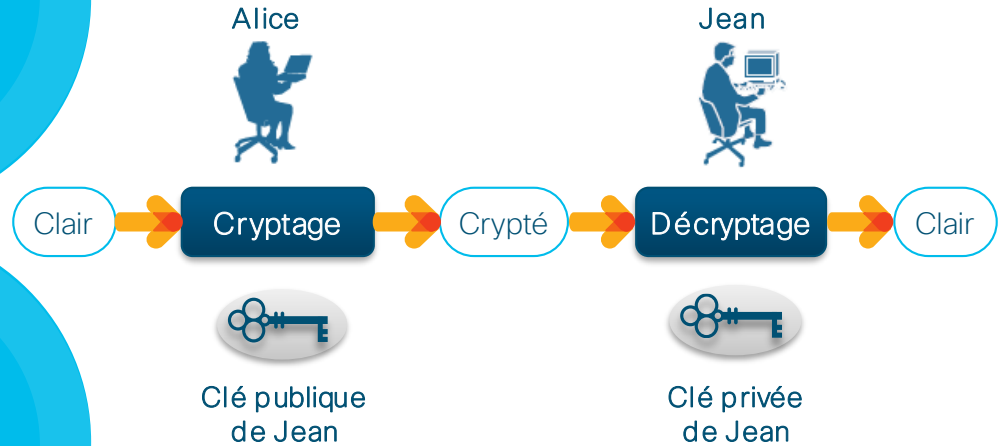 Alice
Jean
Clair
Cryptage
Crypté
Décryptage
Clair
Clé publique
de Jean
Clé privée
de Jean